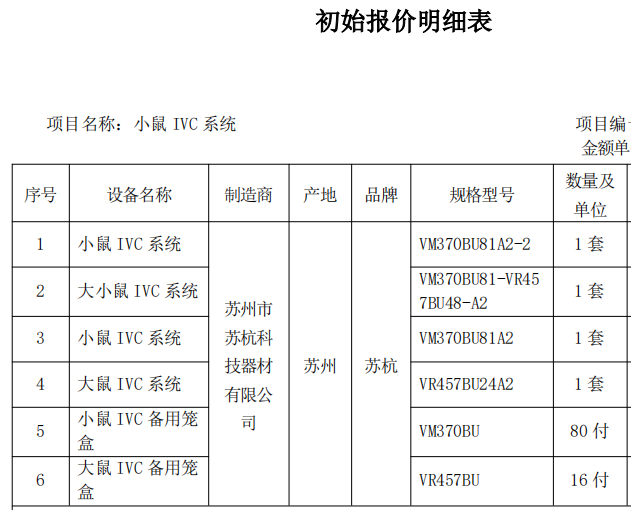 初始报价明细表
项目名称：小鼠 IVC 系统
项目编
金额单
序号 设备名称 制造商 产地 品牌 规格型号 数量及单位
1 小鼠 IVC 系统 苏州市苏杭科技器材有限公司 苏州 苏杭 VM370BU81A2-2 1 套
2 大小鼠 IVC 系统 VM370BU81-VR457BU48-A2 1 套
3 小鼠 IVC 系统 VM370BU81A2 1 套
4 大鼠 IVC 系统 VR457BU24A2 1 套
5 小鼠 IVC 备用笼盒 VM370BU 80 付
6 大鼠 IVC 备用笼盒 VR457BU 16 付